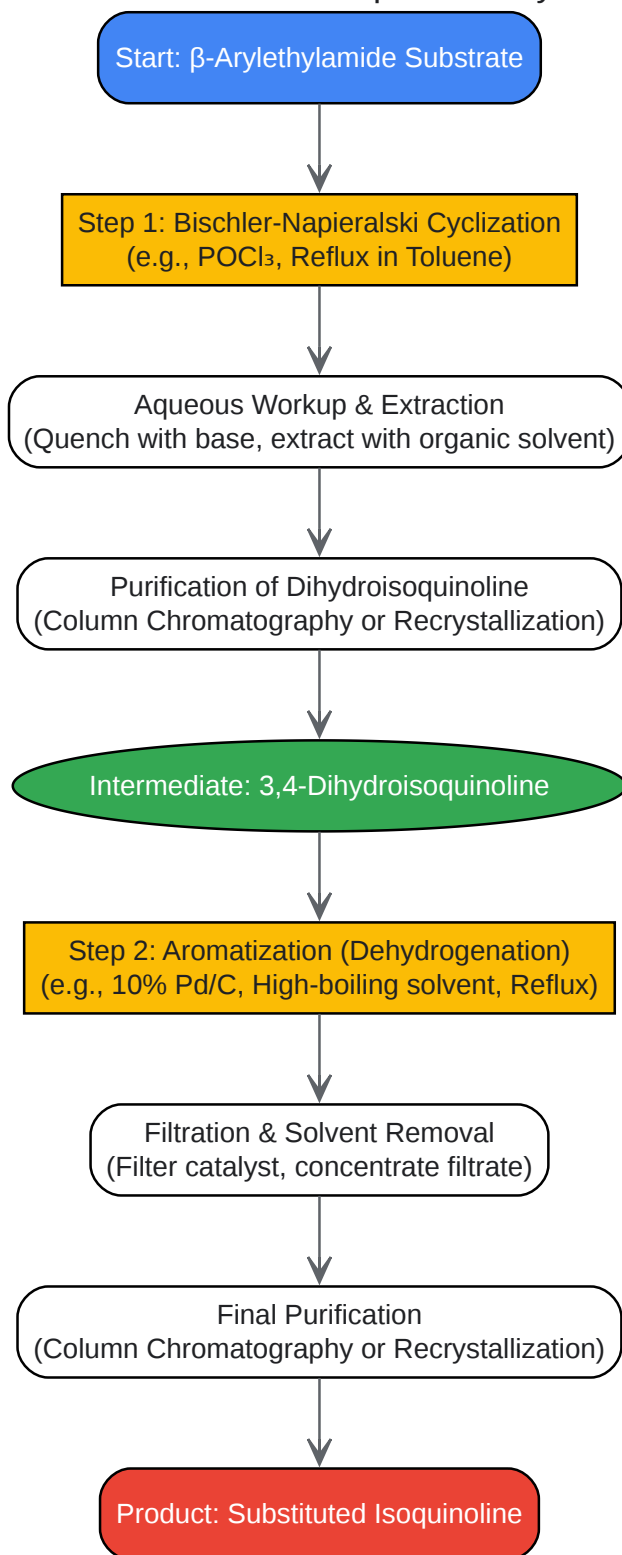 Start: β-Arylethylamide Substrate
Step 1: Bischler-Napieralski Cyclization
(e.g., POCl₃, Reflux in Toluene)
Aqueous Workup & Extraction
(Quench with base, extract with organic solvent)
Purification of Dihydroisoquinoline
(Column Chromatography or Recrystallization)
Intermediate: 3,4-Dihydroisoquinoline
Step 2: Aromatization (Dehydrogenation)
(e.g., 10% Pd/C, High-boiling solvent, Reflux)
Filtration & Solvent Removal
(Filter catalyst, concentrate filtrate)
Final Purification
(Column Chromatography or Recrystallization)
Product: Substituted Isoquinoline